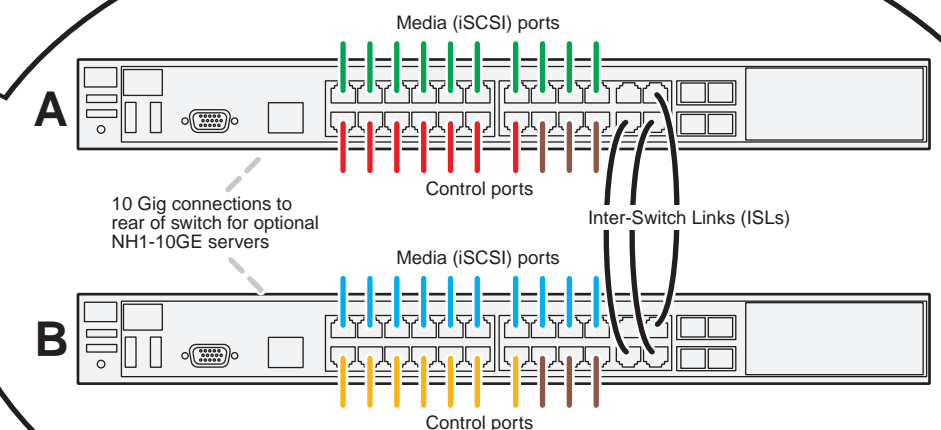 Media (iSCSI) ports
A
Control ports
10 Gig connections to
rear of switch for optional
NH1-10GE servers
Inter-Switch Links (ISLs)
Media (iSCSI) ports
B
Control ports